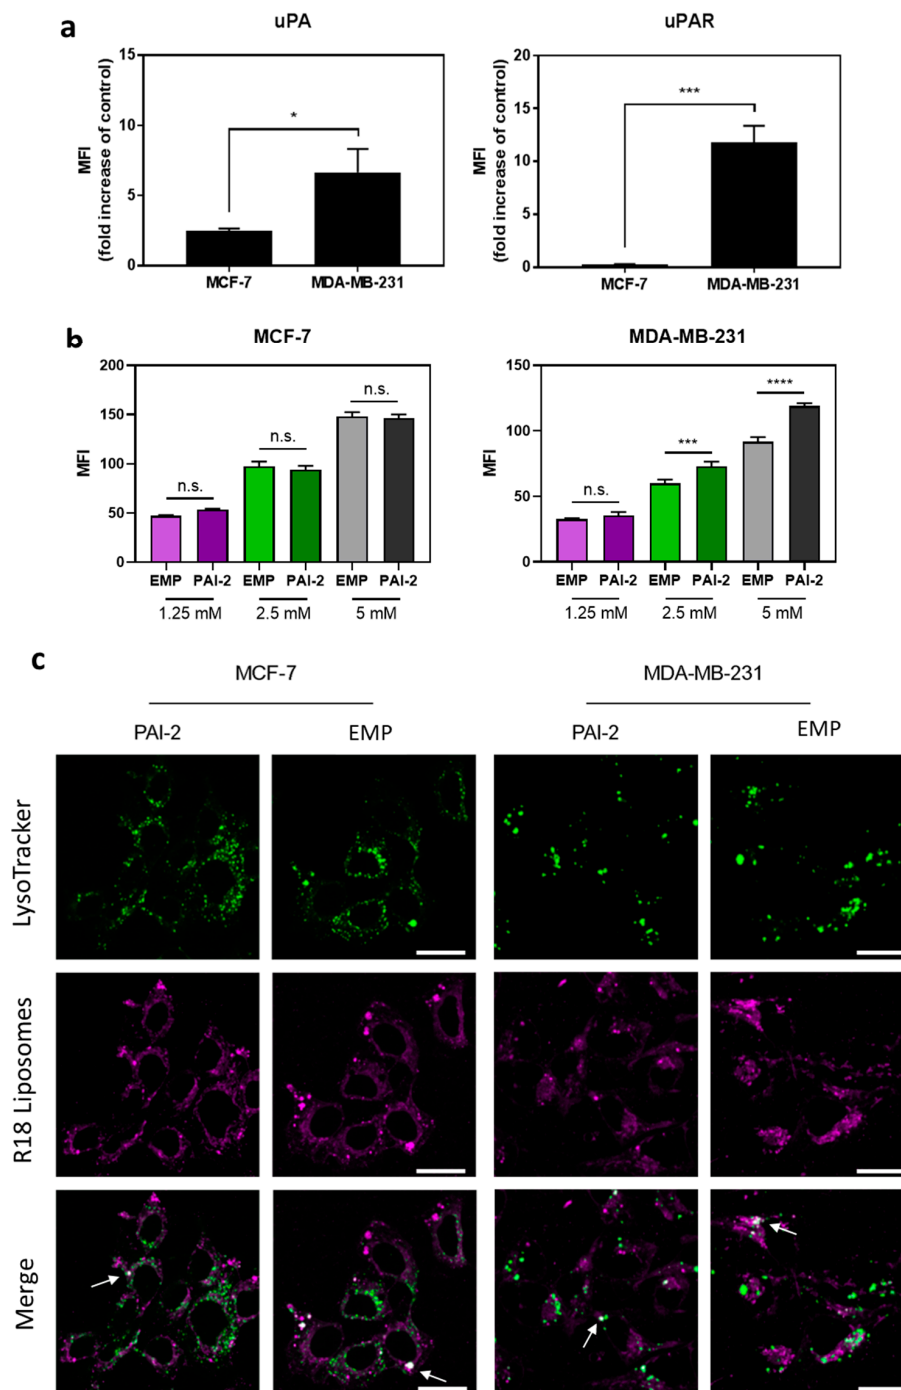 a
uPA
uPAR
15
10
5
0
MFI
(fold increase of control)
*
MCF-7 MDA-MB-231
20
15
10
5
0
MFI
(fold increase of control)
***
MCF-7 MDA-MB-231
b
MCF-7
MDA-MB-231
200
150
100
50
0
MFI
n.s.
n.s.
n.s.
EMP PAI-2 EMP PAI-2 EMP PAI-2
1.25 mM 2.5 mM 5 mM
150
100
50
0
MFI
n.s.
***
****
EMP PAI-2 EMP PAI-2 EMP PAI-2
1.25 mM 2.5 mM 5 mM
c
MCF-7 MDA-MB-231
PAI-2 EMP PAI-2 EMP
LysoTracker
R18 Liposomes
Merge